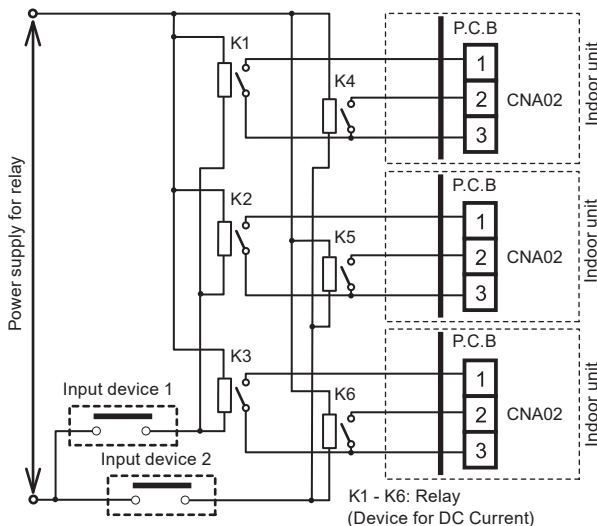 Power supply for relay
K1
K4
P.C.B
1
2
3
CNA02
Indoor unit
K2
K5
P.C.B
1
2
3
CNA02
Indoor unit
K3
K6
P.C.B
1
2
3
CNA02
Indoor unit
Input device 1
Input device 2
K1 - K6: Relay
(Device for DC Current)